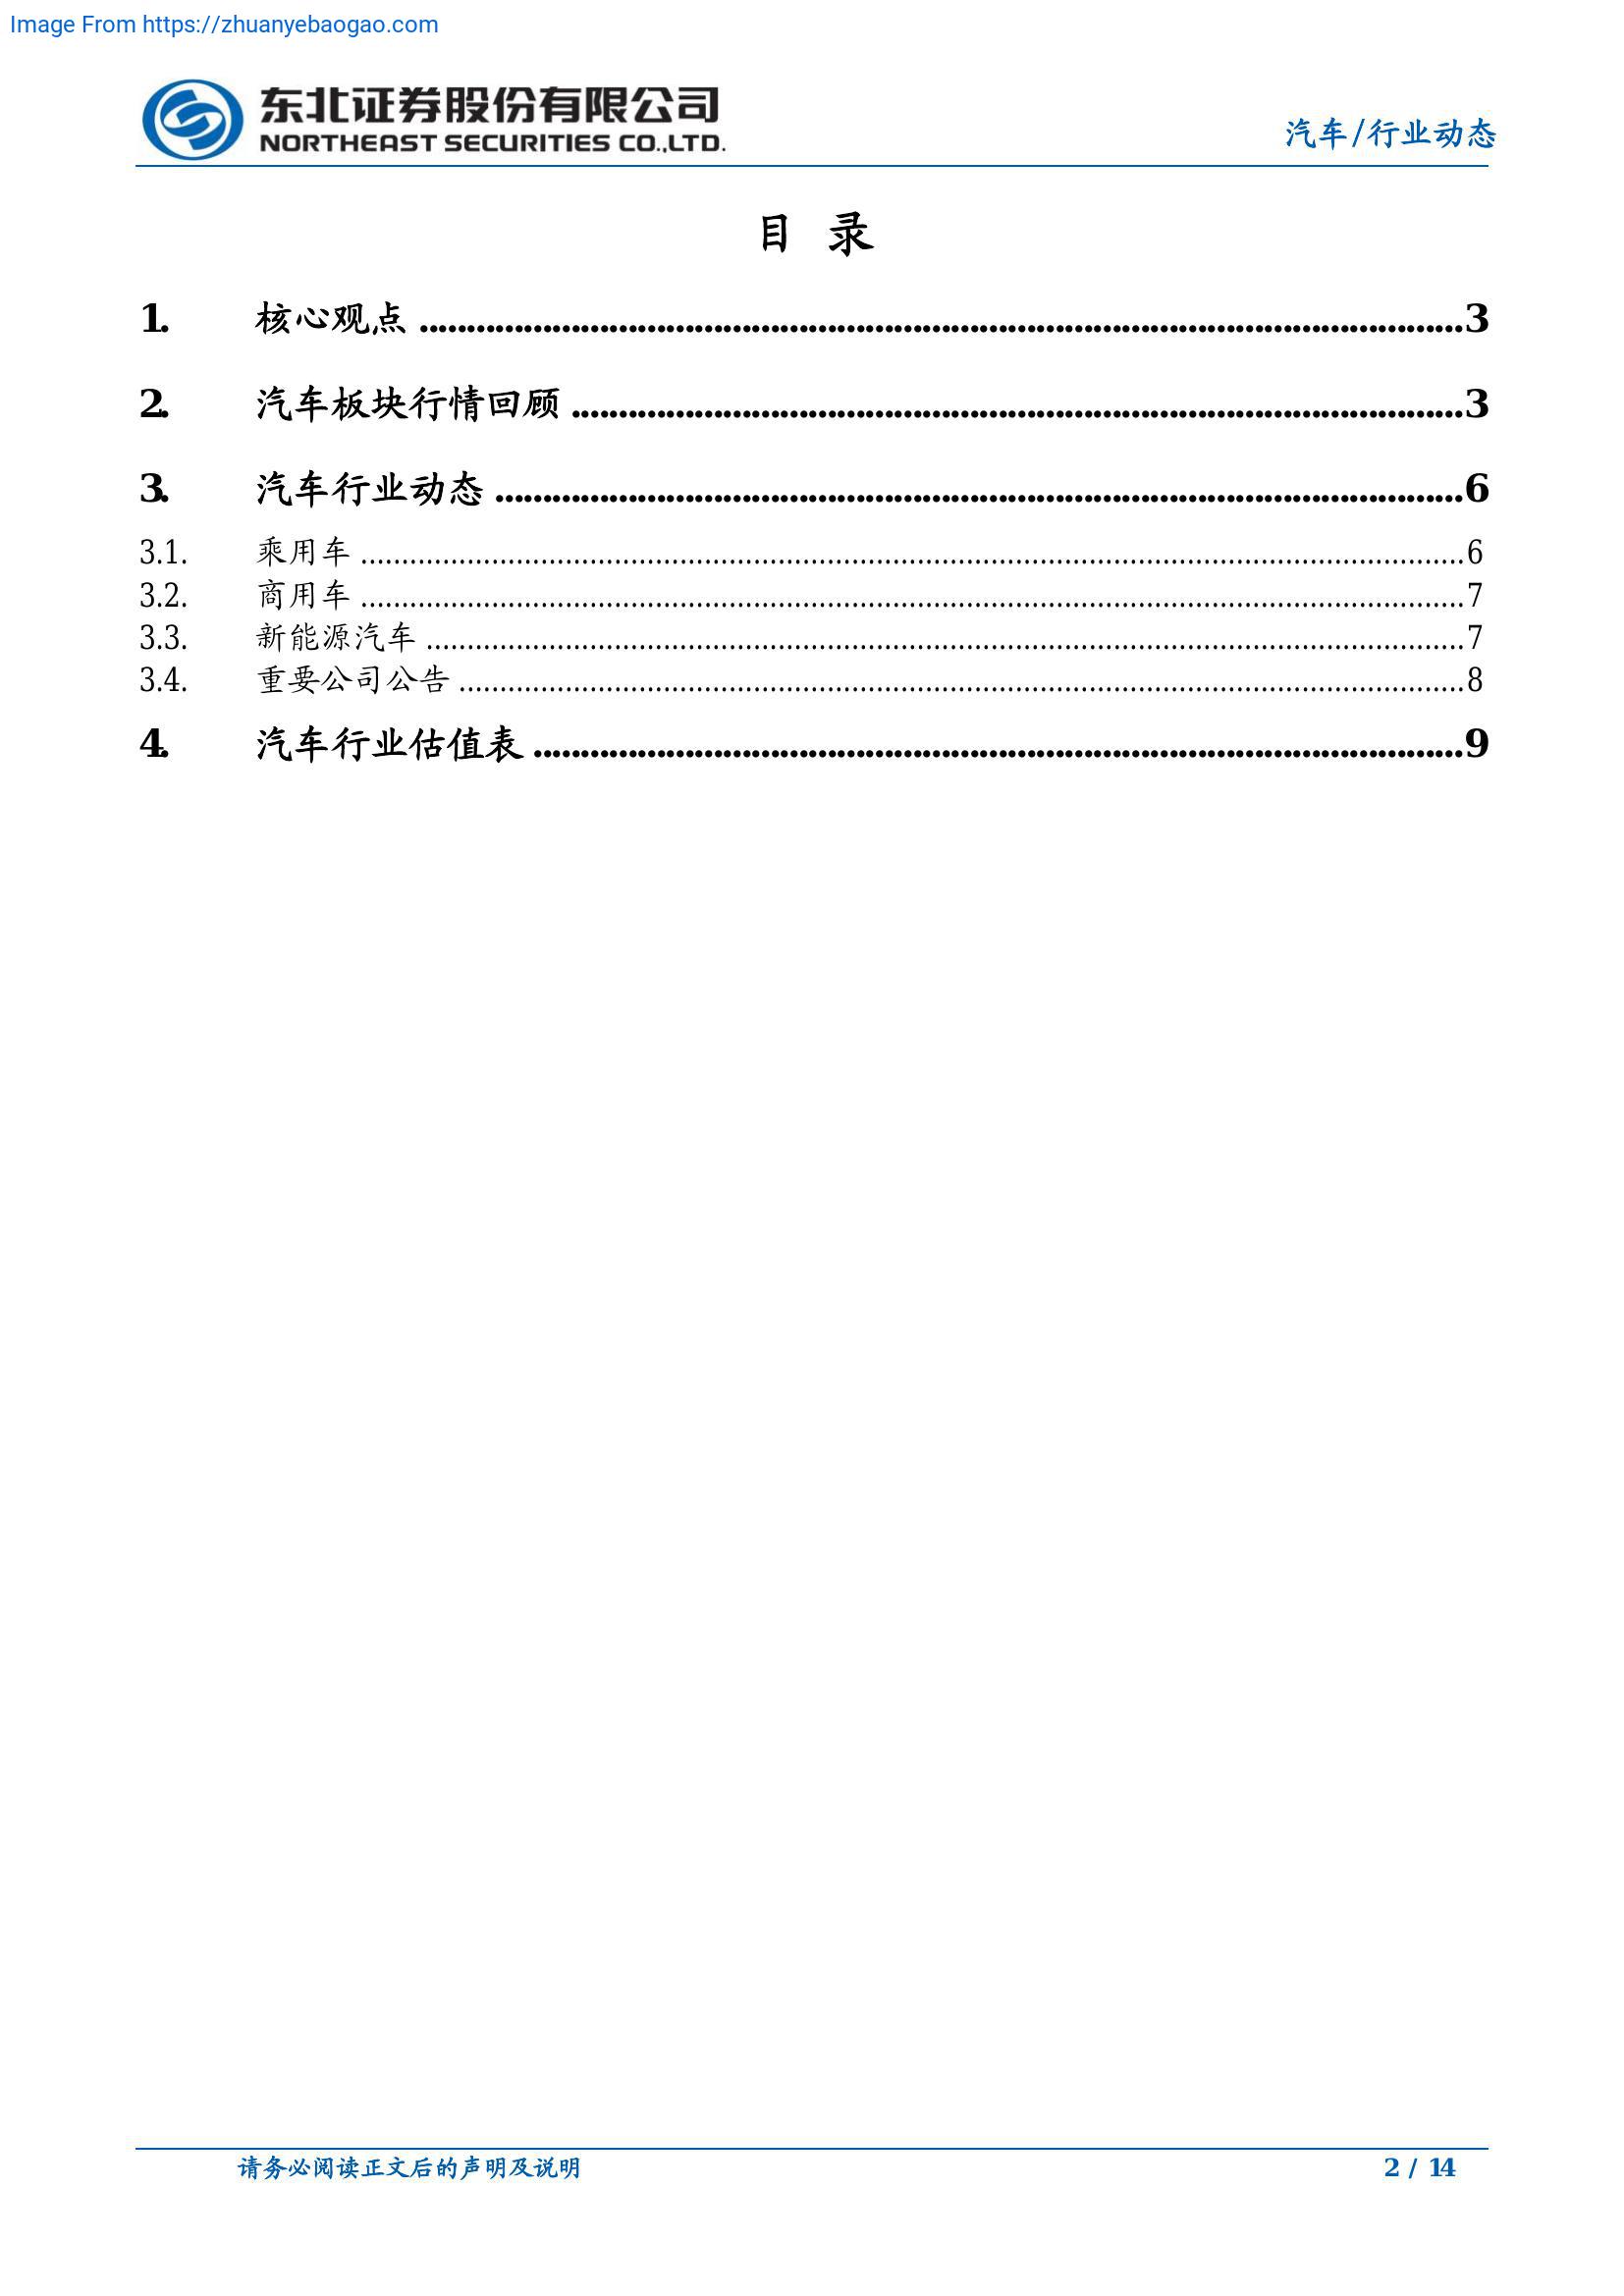 Image From https://zhuanyebaogao.com
东北证券股份有限公司
NORTHEAST SECURITIES CO.,LTD.
汽车/行业动态
目 录
1. 核心观点 ........................................ 3
2. 汽车板块行情回顾 ........................................ 3
3. 汽车行业动态 ........................................ 6
3.1. 乘用车 ........................................ 6
3.2. 商用车 ........................................ 7
3.3. 新能源汽车 ........................................ 7
3.4. 重要公司公告 ........................................ 8
4. 汽车行业估值表 ........................................ 9
请务必阅读正文后的声明及说明 2 / 14